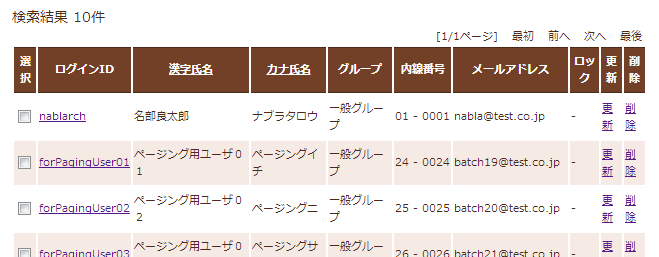 検索結果 10件
[1/1ページ] 最初 前へ 次へ 最後
選択 ログインID 漢字氏名 カナ氏名 グループ 内線番号 メールアドレス ロック 更新 削除
nablarch 名部良太郎 ナブラタロウ 一般グループ 01 - 0001 nabla@test.co.jp - 更新 削除
forPagingUser01 ページング用ユーザ０１ ページングイチ 一般グループ 24 - 0024 batch19@test.co.jp - 更新 削除
forPagingUser02 ページング用ユーザ０２ ページングニ 一般グループ 25 - 0025 batch20@test.co.jp - 更新 削除
forPagingUser03 ページング用ユーザ０ ページングサ 一般グルー 26 - 0026 batch21@test.co.jp - 更 削